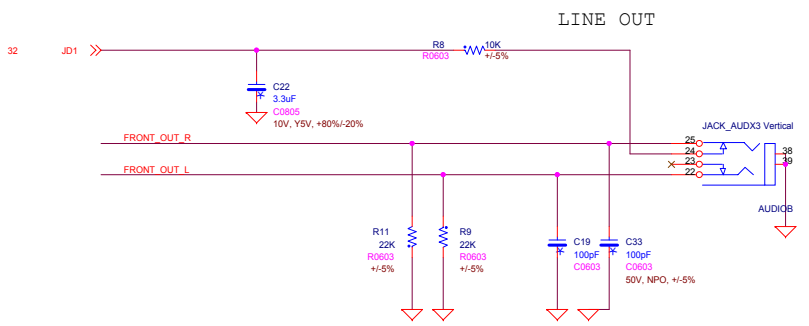 LINE OUT
32 JD1
R8 10K
R0603 +/-5%
C22
3.3uF
C0805
10V, Y5V, +80%/-20%
JACK_AUDX3 Vertical
FRONT_OUT_R
25
24
23
22
38
39
FRONT_OUT_L
AUDIOB
R11
22K
R0603
+/-5%
R9
22K
R0603
+/-5%
C19
100pF
C0603
C33
100pF
C0603
50V, NPO, +/-5%